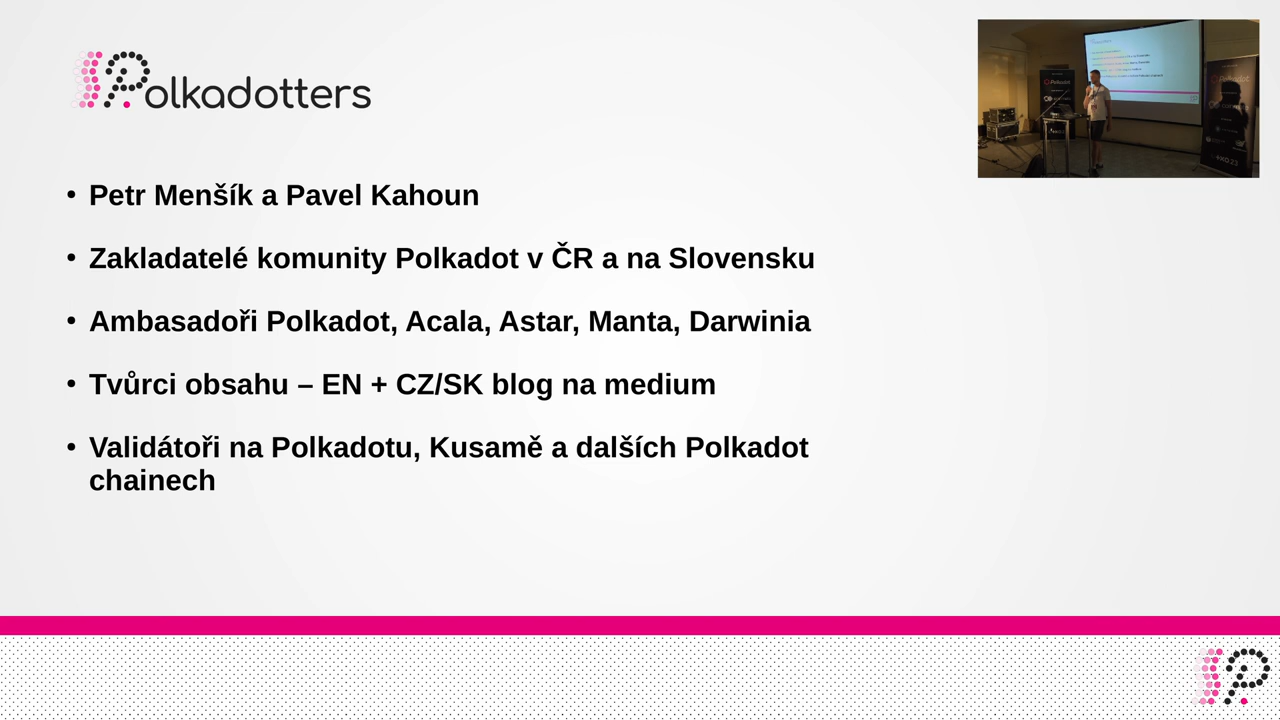 Polkadotters
• Petr Menšík a Pavel Kahoun
• Zakladatelé komunity Polkadot v ČR a na Slovensku
• Ambasadoři Polkadot, Acala, Astar, Manta, Darwinia
• Tvůrci obsahu – EN + CZ/SK blog na medium
• Validátoři na Polkadotu, Kusamě a dalších Polkadot
chainech
Polkadot